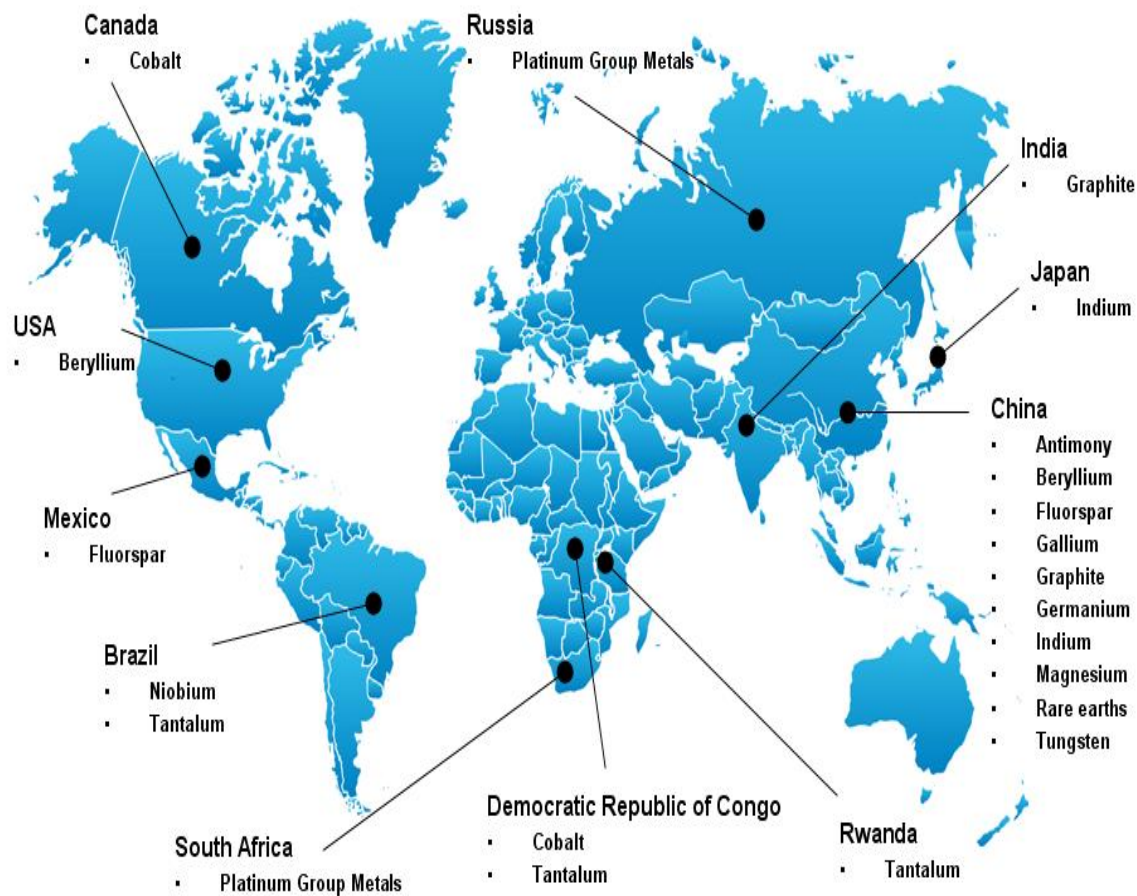 Canada
▪ Cobalt
Russia
▪ Platinum Group Metals
India
▪ Graphite
Japan
▪ Indium
USA
▪ Beryllium
China
▪ Antimony
▪ Beryllium
▪ Fluorspar
▪ Gallium
▪ Graphite
▪ Germanium
▪ Indium
▪ Magnesium
▪ Rare earths
▪ Tungsten
Mexico
▪ Fluorspar
Brazil
▪ Niobium
▪ Tantalum
South Africa
▪ Platinum Group Metals
Democratic Republic of Congo
▪ Cobalt
▪ Tantalum
Rwanda
▪ Tantalum